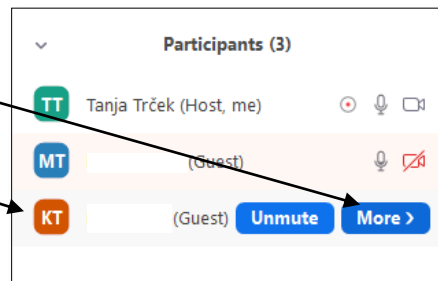 Participants (3)
TT Tanja Trček (Host, me)
MT (Guest)
KT (Guest) Unmute More >